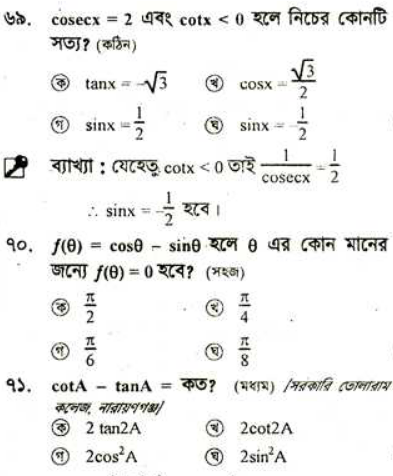 ৬৯. cosecx = 2 এবং cotx < 0 হলে নিচের কোনটি
সত্য? (কঠিন)
ক tanx = -√3 খ cosx = √3/2
গ sinx = 1/2 ঘ sinx = -1/2
ব্যাখ্যা : যেহেতু cotx < 0 তাই 1/cosecx = 1/2
∴ sinx = -1/2 হবে।
৭০. f(θ) = cosθ - sinθ হলে θ এর কোন মানের
জন্যে f(θ) = 0 হবে? (সহজ)
ক π/2 খ π/4
গ π/6 ঘ π/8
৭১. cotA - tanA = কত? (মধ্যম) [সরকারি তোলারাম
কলেজ, নারায়ণগঞ্জ]
ক 2 tan2A খ 2cot2A
গ 2cos²A ঘ 2sin²A